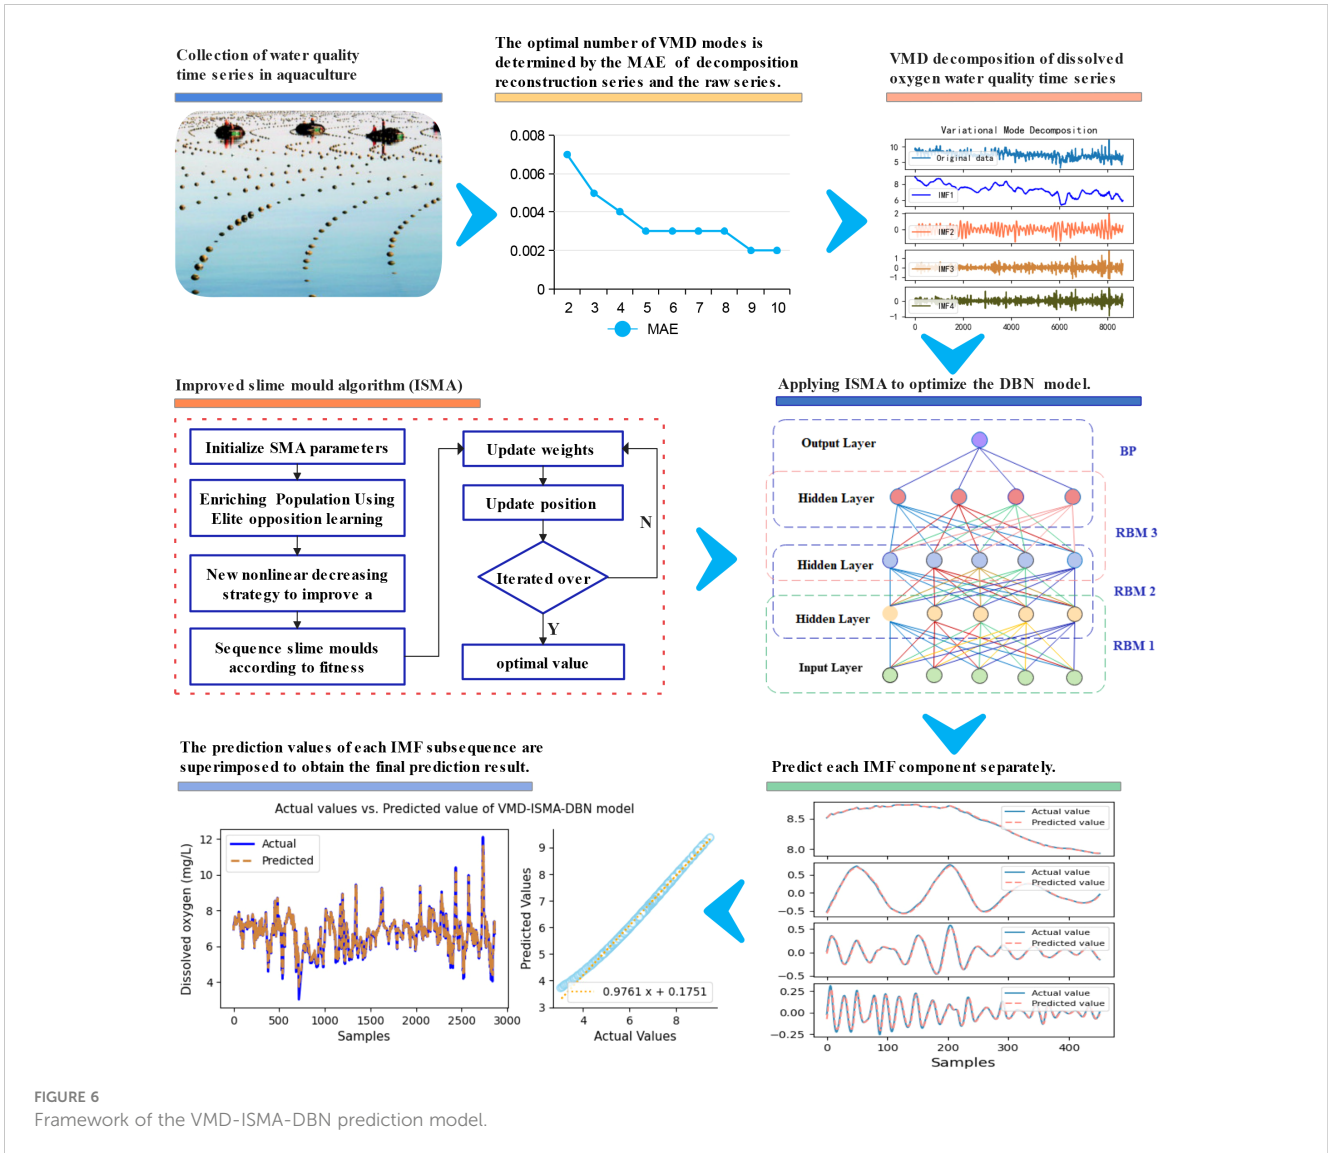 Collection of water quality
time series in aquaculture
The optimal number of VMD modes is
determined by the MAE of decomposition
reconstruction series and the raw series.
0.008
0.006
0.004
0.002
0
2 3 4 5 6 7 8 9 10
MAE
VMD decomposition of dissolved
oxygen water quality time series
Variational Mode Decomposition
10
5
Original data
8
6
IMF1
2
0
IMF2
1
0
−1
IMF3
0
−1
IMF4
0 2000 4000 6000 8000
Improved slime mould algorithm (ISMA)
Initialize SMA parameters
Enriching Population Using
Elite opposition learning
New nonlinear decreasing
strategy to improve a
Sequence slime moulds
according to fitness
Update weights
Update position
Iterated over
N
Y
optimal value
Applying ISMA to optimize the DBN model.
Output Layer
BP
Hidden Layer
RBM 3
Hidden Layer
RBM 2
Hidden Layer
RBM 1
Input Layer
The prediction values of each IMF subsequence are
superimposed to obtain the final prediction result.
Actual values vs. Predicted value of VMD-ISMA-DBN model
Dissolved oxygen (mg/L)
12
10
8
6
4
Actual
Predicted
0 500 1000 1500 2000 2500 3000
Samples
Predicted Values
9
8
7
6
5
4
3
0.9761 x + 0.1751
4 6 8
Actual Values
Predict each IMF component separately.
8.5
8.0
Actual value
Predicted value
0.5
0.0
−0.5
Actual value
Predicted value
0.5
0.0
−0.5
Actual value
Predicted value
0.25
0.00
−0.25
Actual value
Predicted value
0 100 200 300 400
Samples
FIGURE 6
Framework of the VMD-ISMA-DBN prediction model.